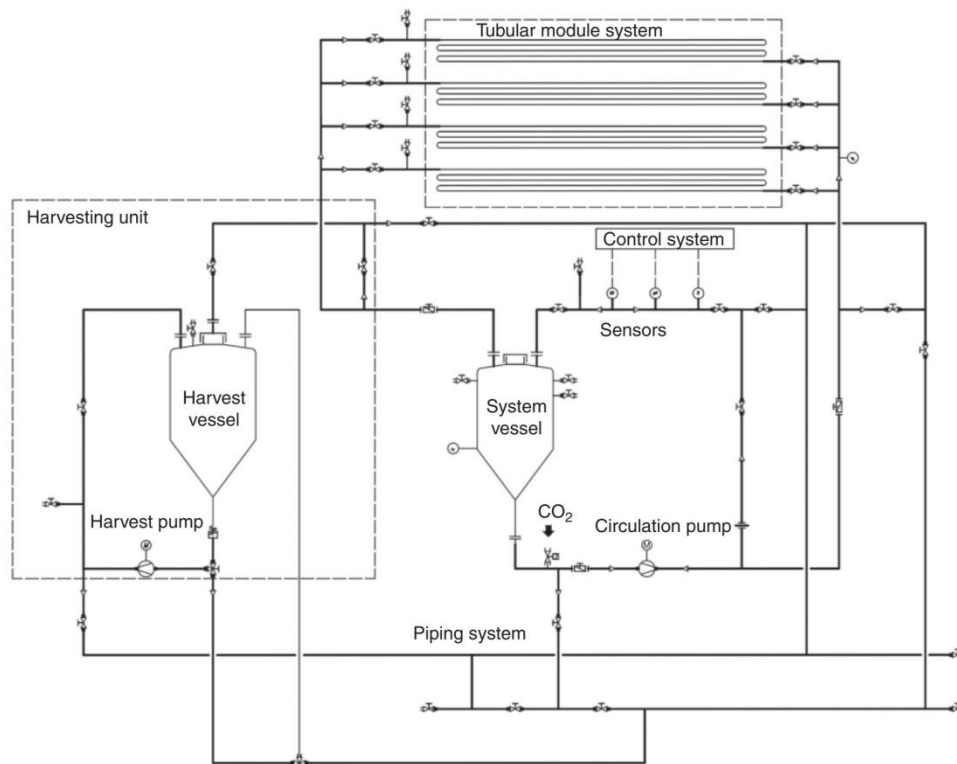 Tubular module system
Harvesting unit
Control system
Sensors
Harvest
vessel
System
vessel
CO2
Harvest pump
Circulation pump
M
Piping system